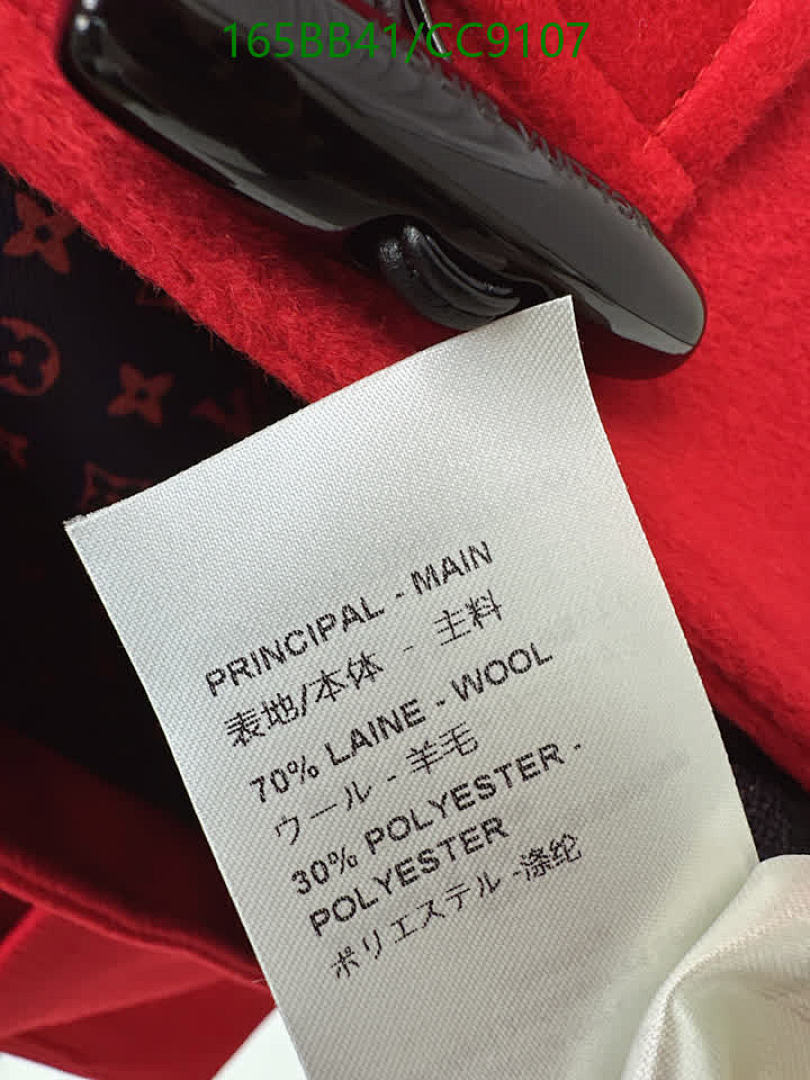 165BB41/CC9107
PRINCIPAL - MAIN
表地/本体 - 主料
70% LAINE - WOOL
ウール - 羊毛
30% POLYESTER -
POLYESTER
ポリエステル -涤纶